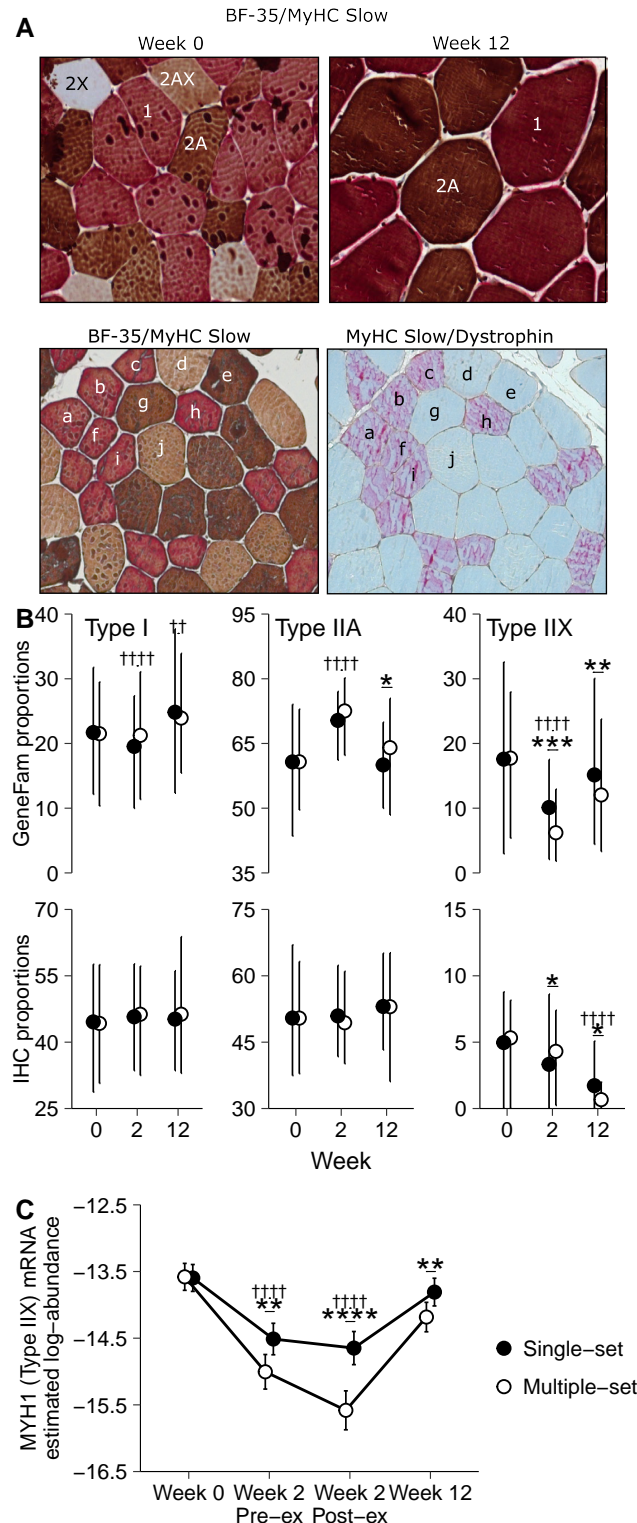 A
BF-35/MyHC Slow
Week 0 Week 12
2X 2AX 1 2A
1 2A
BF-35/MyHC Slow MyHC Slow/Dystrophin
a b c d e f g h i j
a b c d e f g h i j
B
Type I Type IIA Type IIX
GeneFam proportions
40 30 20 10 0
†††† ††
95 80 65 50 35
†††† *
40 30 20 10 0
†††† *** **
IHC proportions
70 55 40 25
75 60 45 30
15 10 5 0
* †††† *
0 2 12 0 2 12 0 2 12
Week
C
MYH1 (Type IIX) mRNA
estimated log−abundance
−12.5
−13.5
−14.5
−15.5
−16.5
†††† ** †††† **** **
Single−set
Multiple−set
Week 0 Week 2 Week 2 Week 12
Pre−ex Post−ex